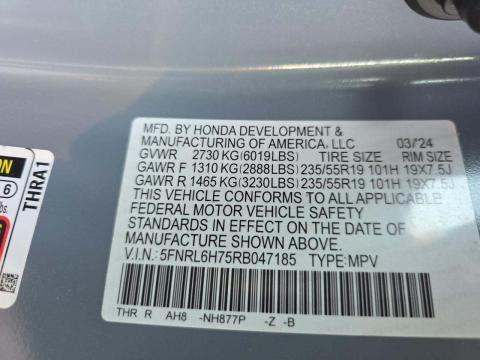 MFD. BY HONDA DEVELOPMENT &
MANUFACTURING OF AMERICA, LLC 03/24
GVWR 2730 KG (6019LBS) TIRE SIZE RIM SIZE
GAWR F 1310 KG (2888LBS) 235/55R19 101H 19X7.5J
GAWR R 1465 KG (3230LBS) 235/55R19 101H 19X7.5J
THIS VEHICLE CONFORMS TO ALL APPLICABLE
FEDERAL MOTOR VEHICLE SAFETY
STANDARDS IN EFFECT ON THE DATE OF
MANUFACTURE SHOWN ABOVE.
V.I.N.: 5FNRL6H75RB047185 TYPE: MPV
THR R AH8 -NH877P -Z -B
THRA1
6